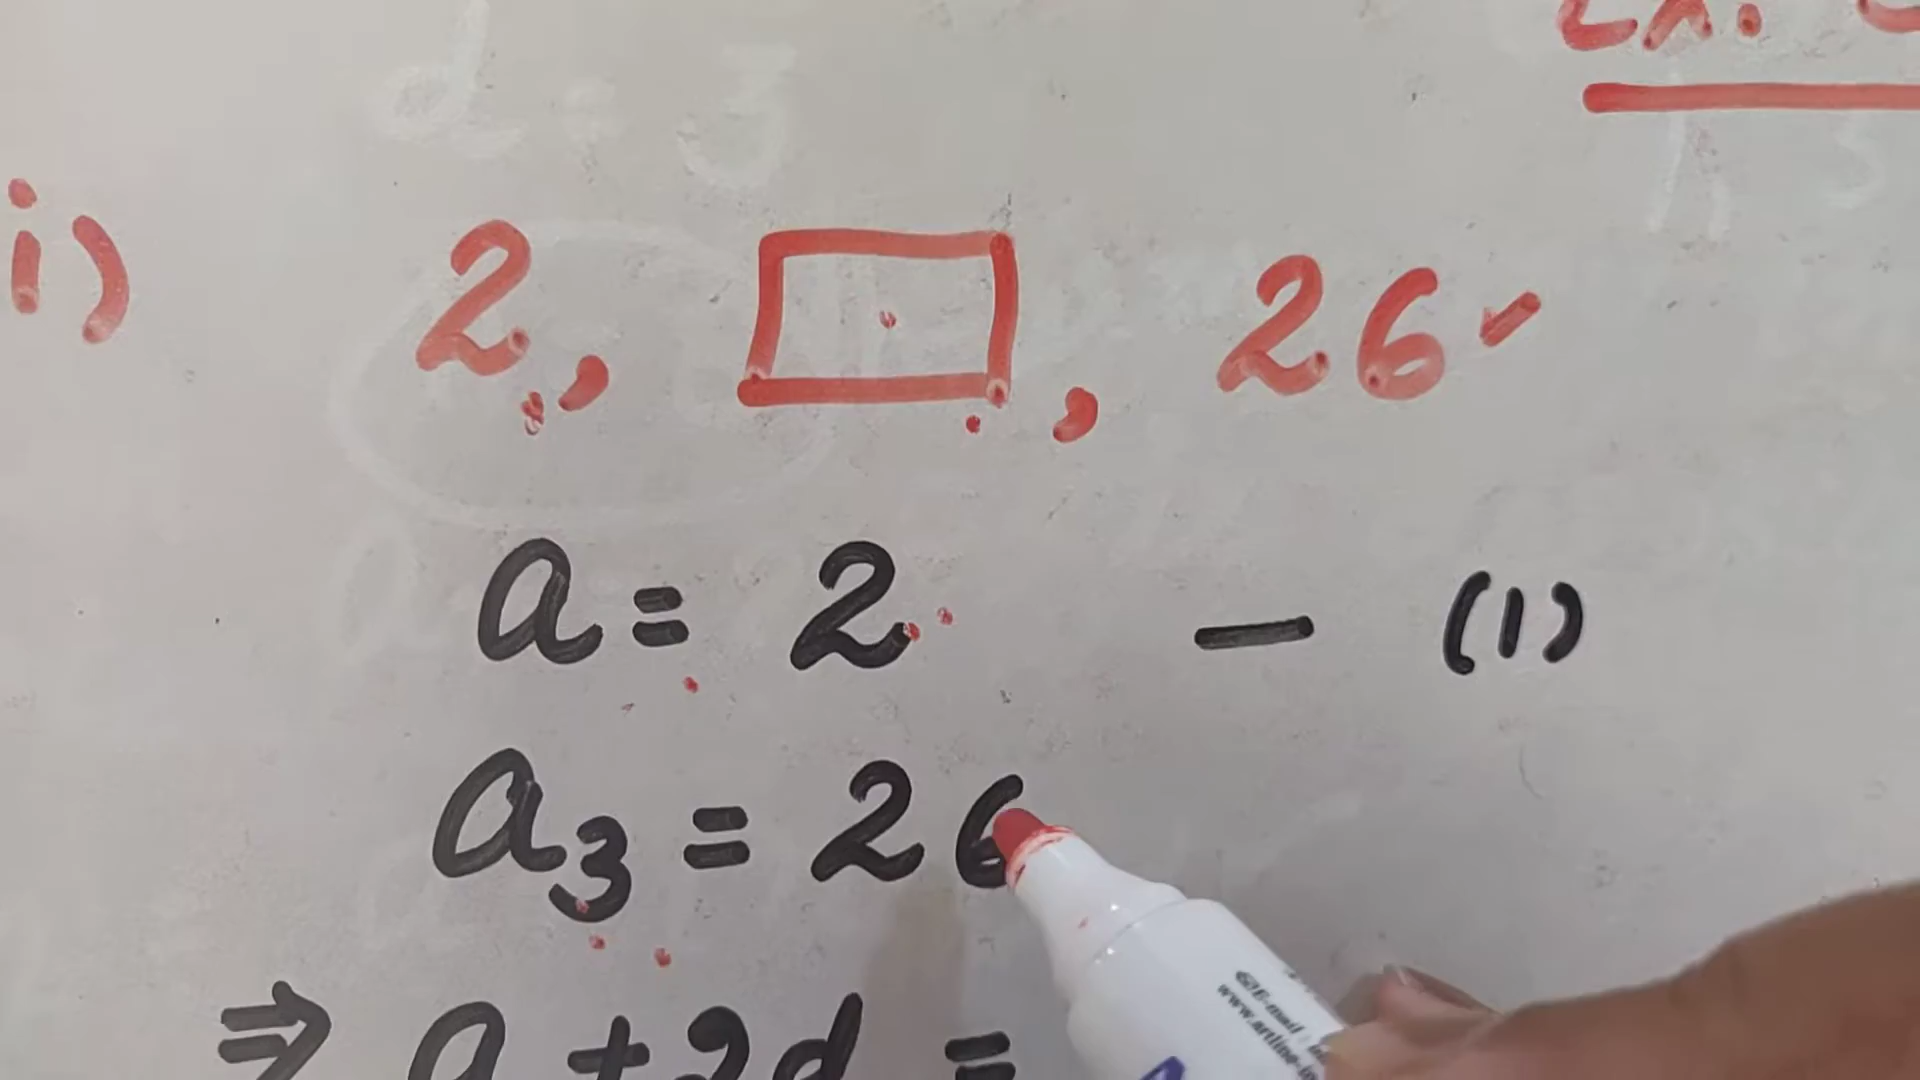 i) 2, □, 26
a = 2 — (1)
a3 = 26
⇒ a + 2d =